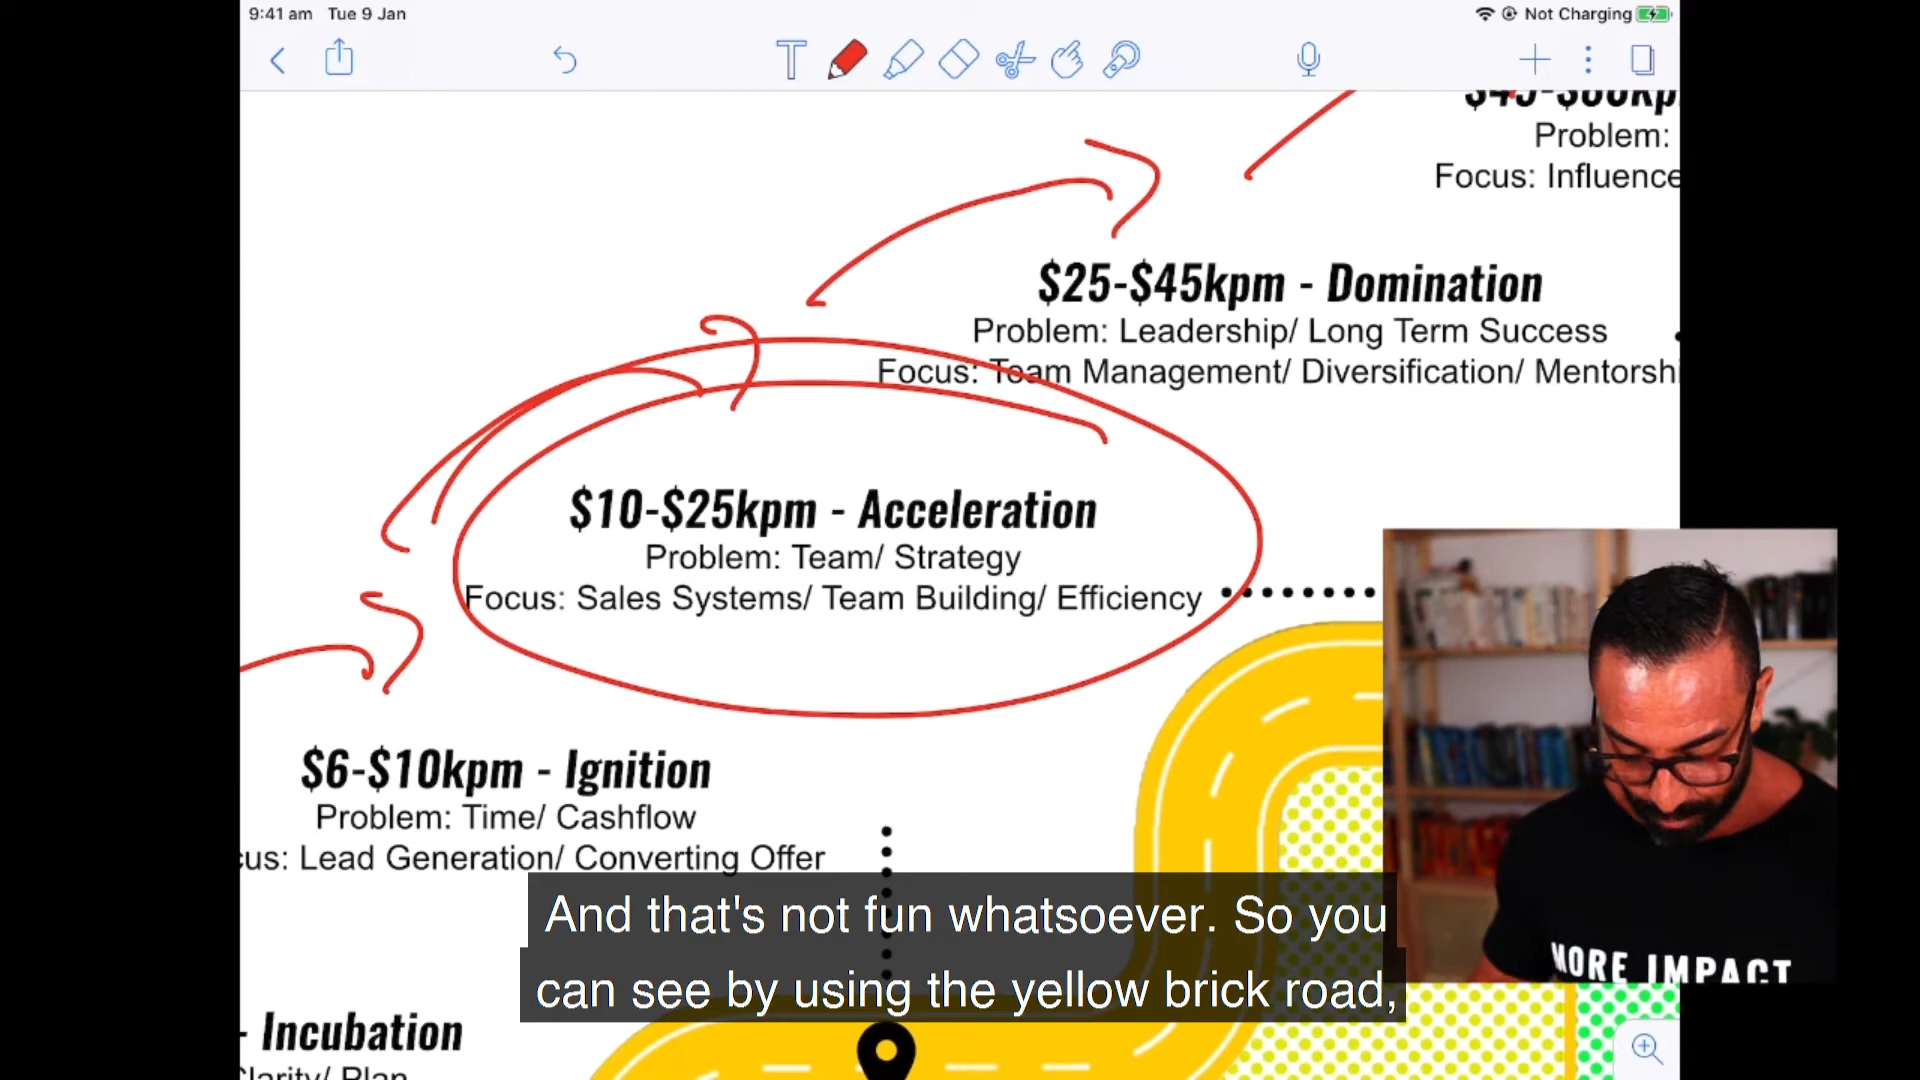 9:41 am Tue 9 Jan
Not Charging
Problem:
Focus: Influence
$25-$45kpm - Domination
Problem: Leadership/ Long Term Success
Focus: Team Management/ Diversification/ Mentorshi
$10-$25kpm - Acceleration
Problem: Team/ Strategy
Focus: Sales Systems/ Team Building/ Efficiency
$6-$10kpm - Ignition
Problem: Time/ Cashflow
cus: Lead Generation/ Converting Offer
And that's not fun whatsoever. So you
can see by using the yellow brick road,
MORE IMPACT
- Incubation